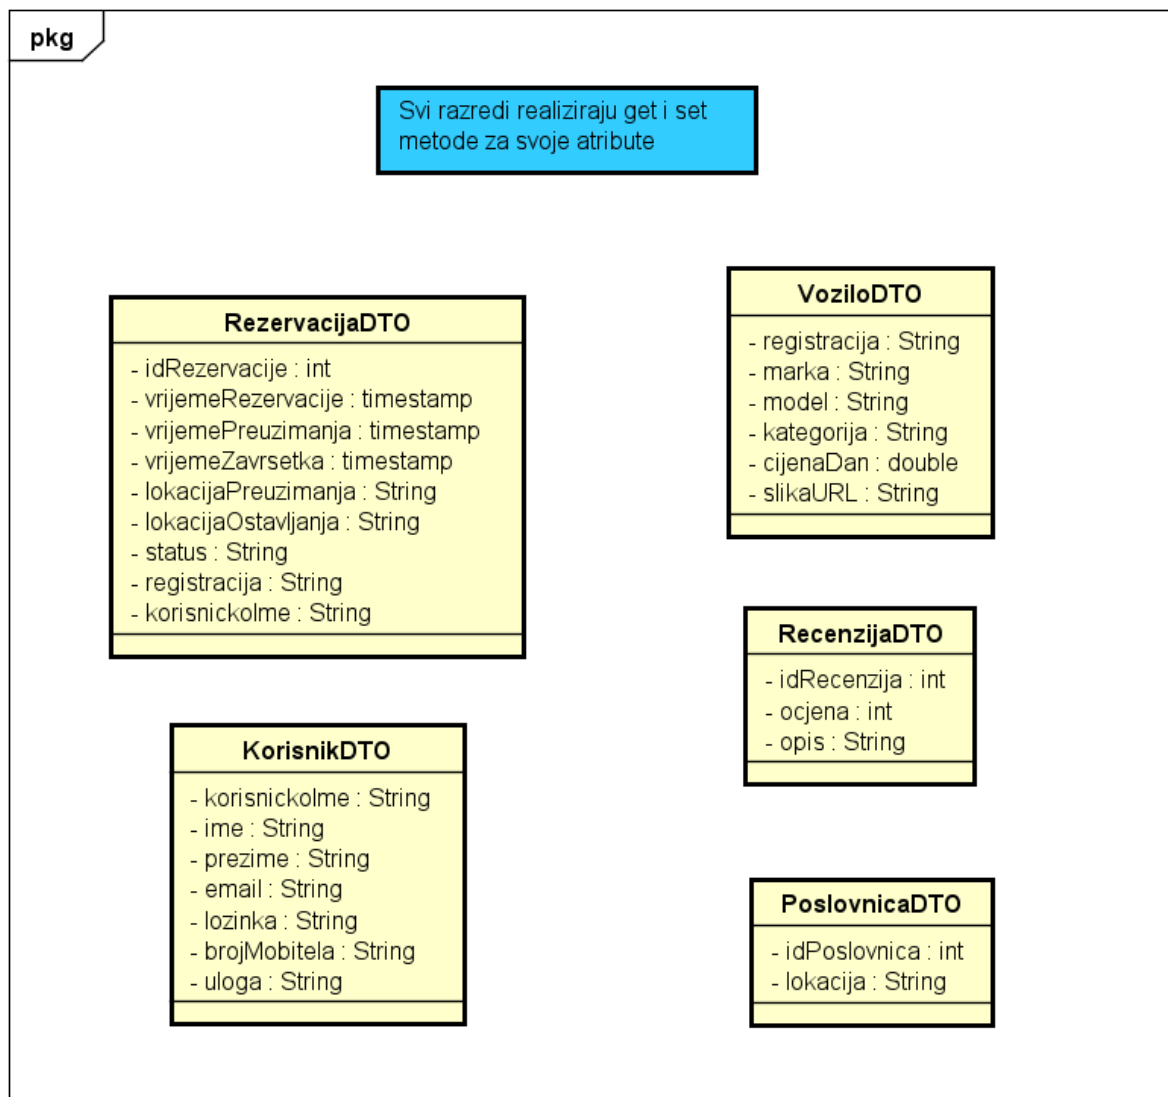 pkg
Svi razredi realiziraju get i set
metode za svoje atribute
RezervacijaDTO
- idRezervacije : int
- vrijemeRezervacije : timestamp
- vrijemePreuzimanja : timestamp
- vrijemeZavrsetka : timestamp
- lokacijaPreuzimanja : String
- lokacijaOstavljanja : String
- status : String
- registracija : String
- korisnickoIme : String
VoziloDTO
- registracija : String
- marka : String
- model : String
- kategorija : String
- cijenaDan : double
- slikaURL : String
RecenzijaDTO
- idRecenzija : int
- ocjena : int
- opis : String
KorisnikDTO
- korisnickoIme : String
- ime : String
- prezime : String
- email : String
- lozinka : String
- brojMobitela : String
- uloga : String
PoslovnicaDTO
- idPoslovnica : int
- lokacija : String